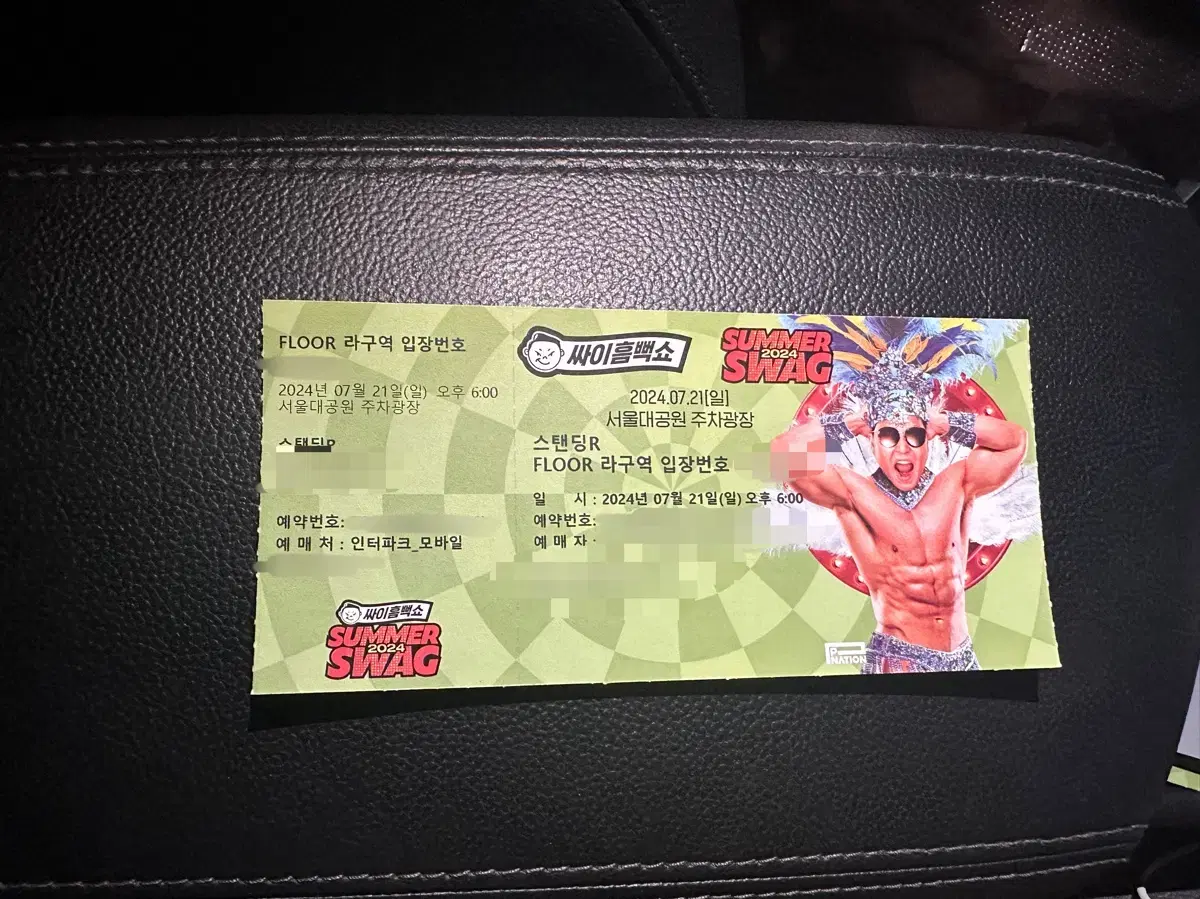 FLOOR 라구역 입장번호
2024년 07월 21일(일) 오후 6:00
서울대공원 주차광장
스탠딩R
예약번호:
예 매 처 : 인터파크_모바일
싸이흠뻑쇼
SUMMER
2024
SWAG
싸이흠뻑쇼
SUMMER
2024
SWAG
2024.07.21[일]
서울대공원 주차광장
스탠딩R
FLOOR 라구역 입장번호
일 시 : 2024년 07월 21일(일) 오후 6:00
예약번호:
예 매 자 :
P NATION